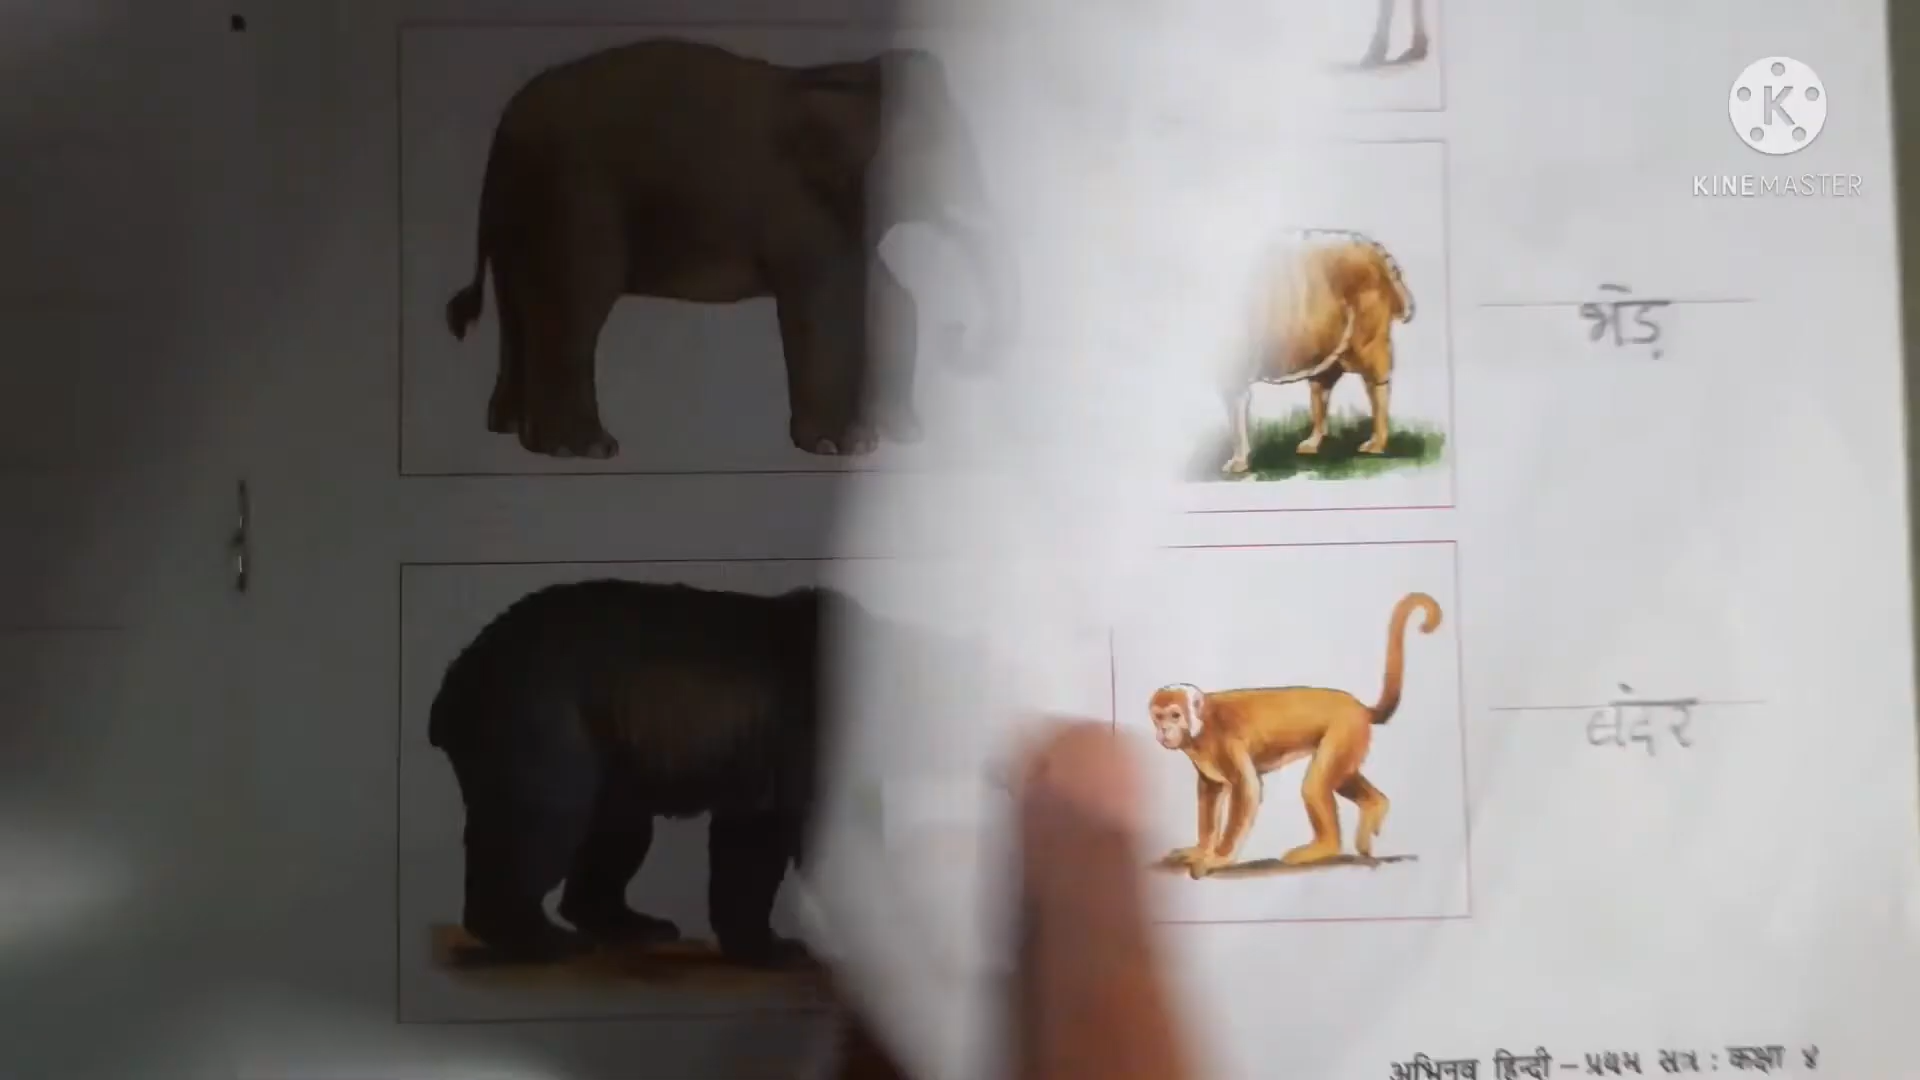 K
KINEMASTER
भेड़
बंदर
अभिनव हिन्दी – प्रथम सत्र : कक्षा ४